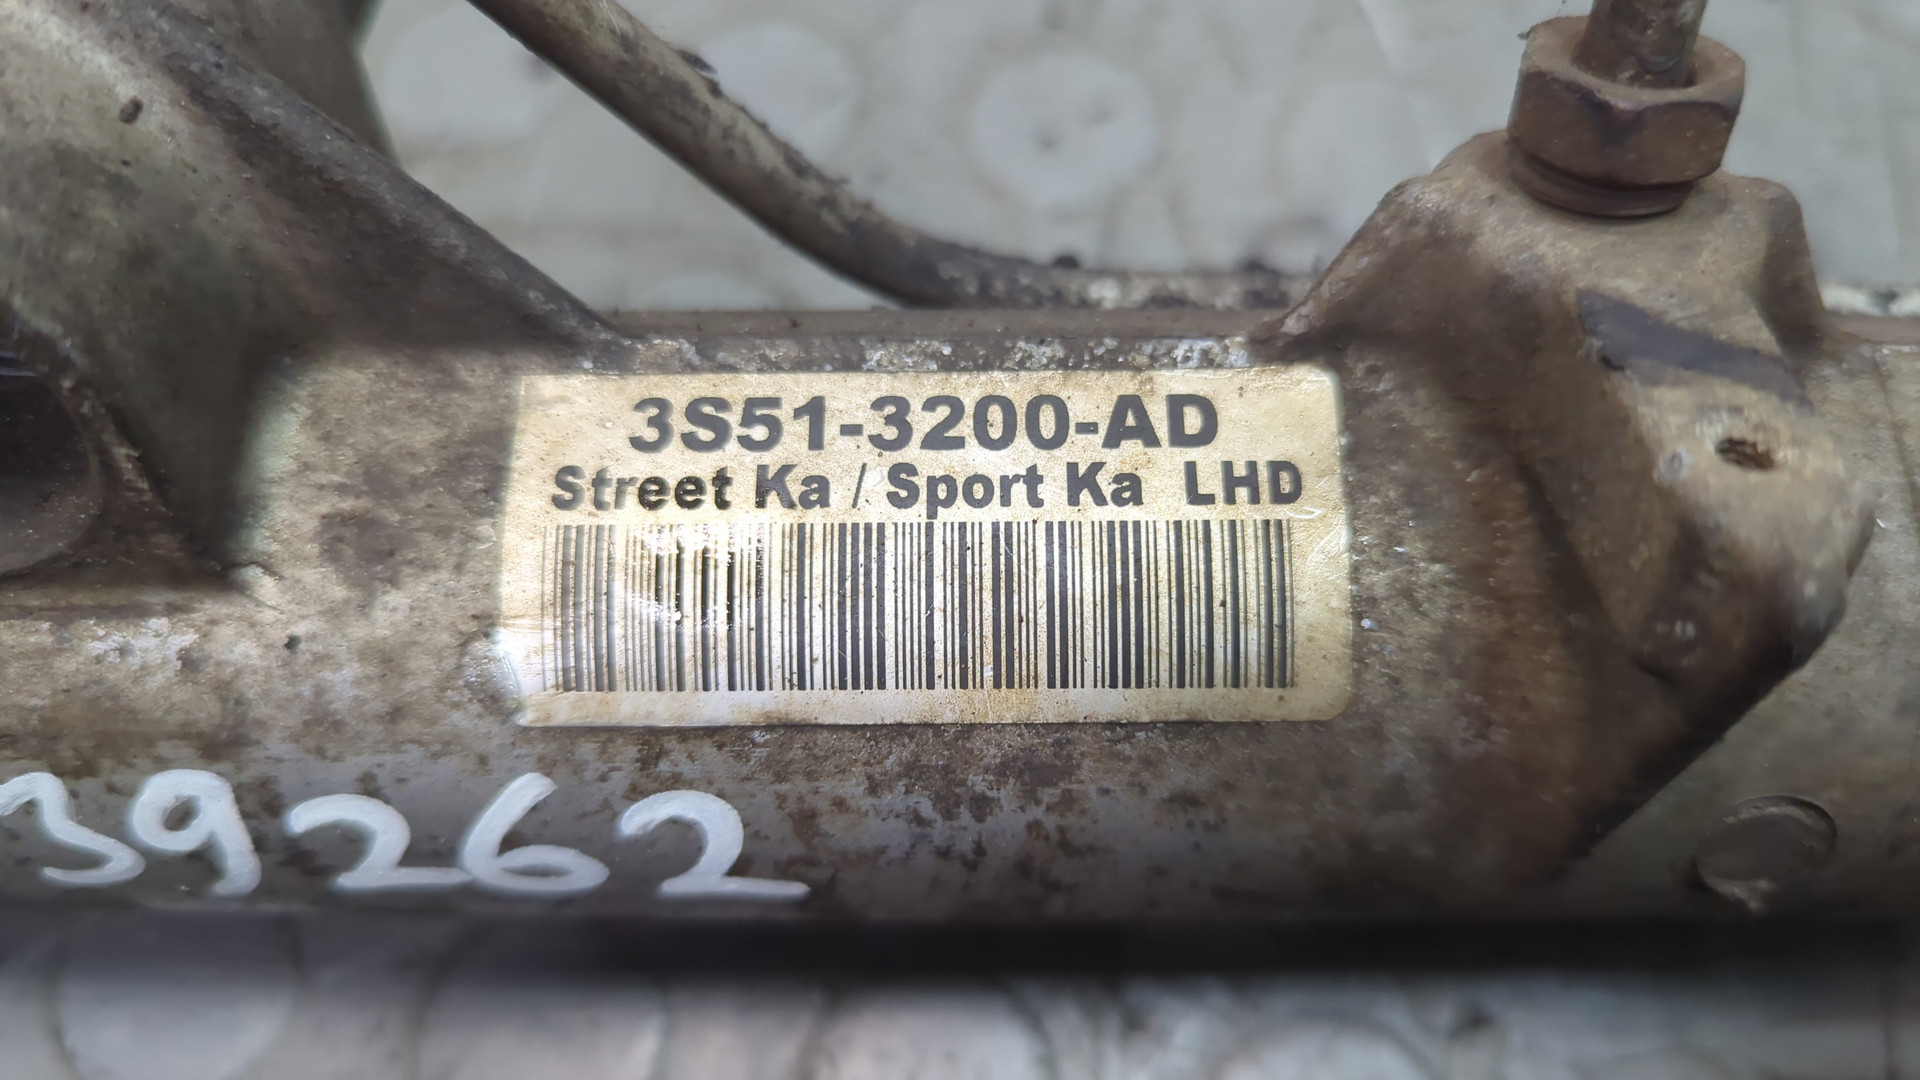 3S51-3200-AD
Street Ka / Sport Ka LHD
39262